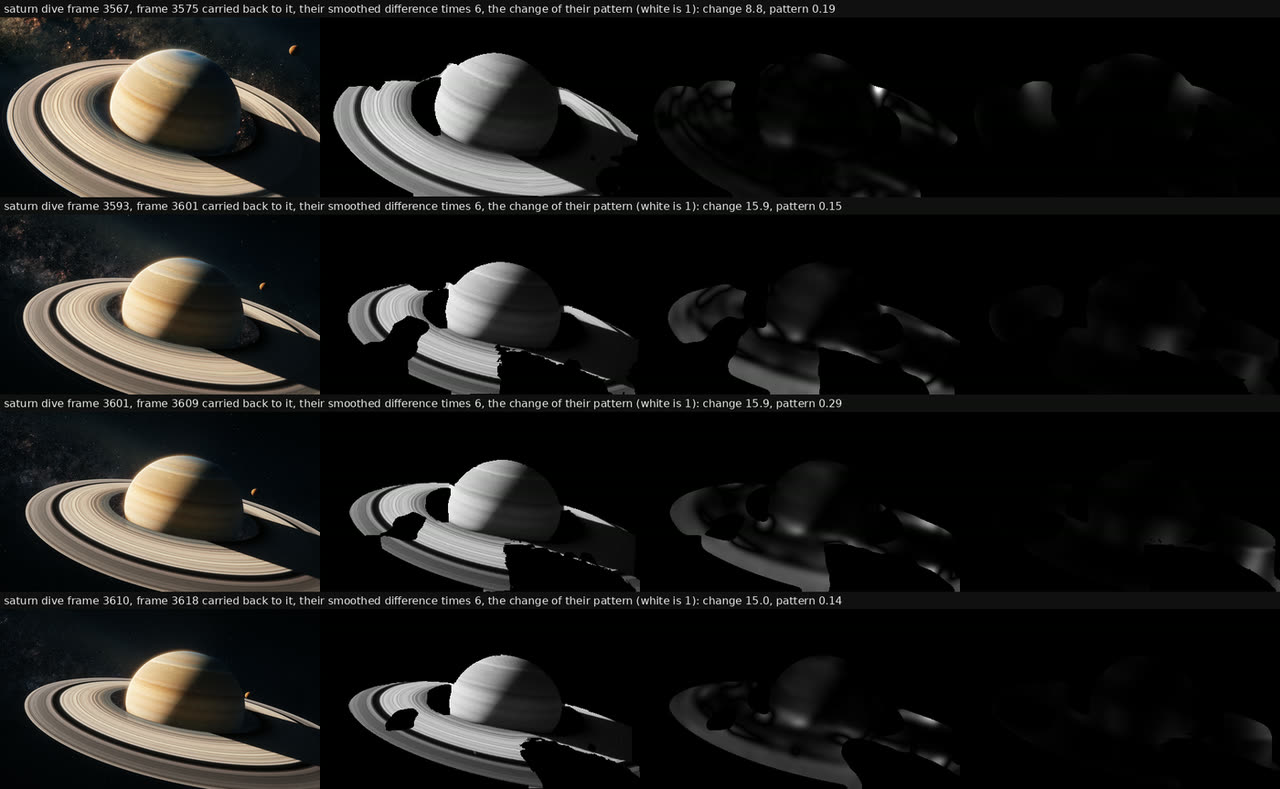 saturn dive frame 3567, frame 3575 carried back to it, their smoothed difference times 6, the change of their pattern (white is 1): change 8.8, pattern 0.19
saturn dive frame 3593, frame 3601 carried back to it, their smoothed difference times 6, the change of their pattern (white is 1): change 15.9, pattern 0.15
saturn dive frame 3601, frame 3609 carried back to it, their smoothed difference times 6, the change of their pattern (white is 1): change 15.9, pattern 0.29
saturn dive frame 3610, frame 3618 carried back to it, their smoothed difference times 6, the change of their pattern (white is 1): change 15.0, pattern 0.14